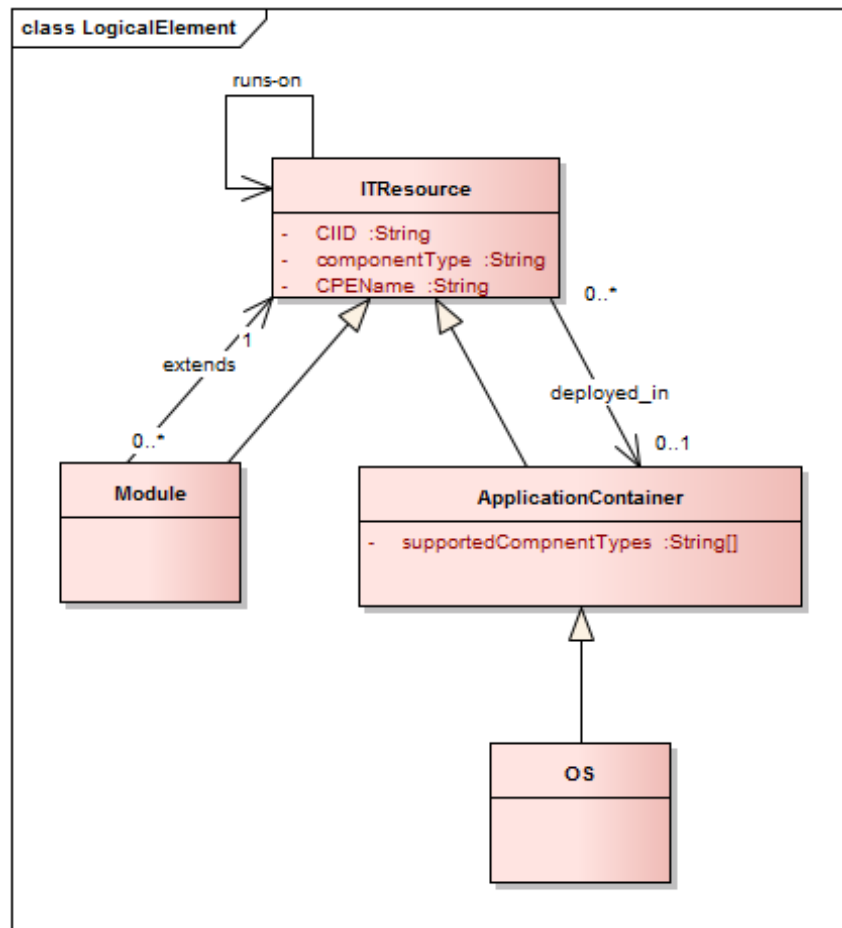 class LogicalElement
runs-on
ITResource
- CIID :String
- componentType :String
- CPEName :String
0..*
1
extends
deployed_in
0..*
0..1
Module
ApplicationContainer
- supportedCompnentTypes :String[]
OS